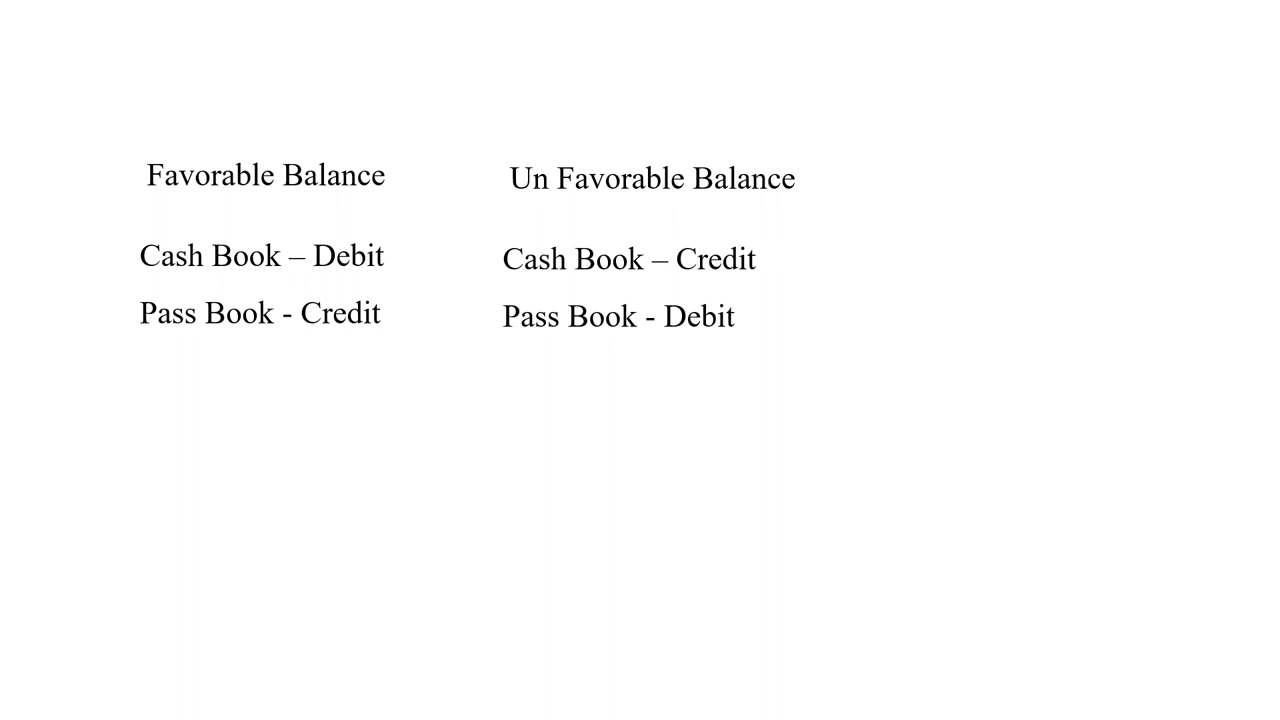 Favorable Balance
Cash Book – Debit
Pass Book - Credit
Un Favorable Balance
Cash Book – Credit
Pass Book - Debit